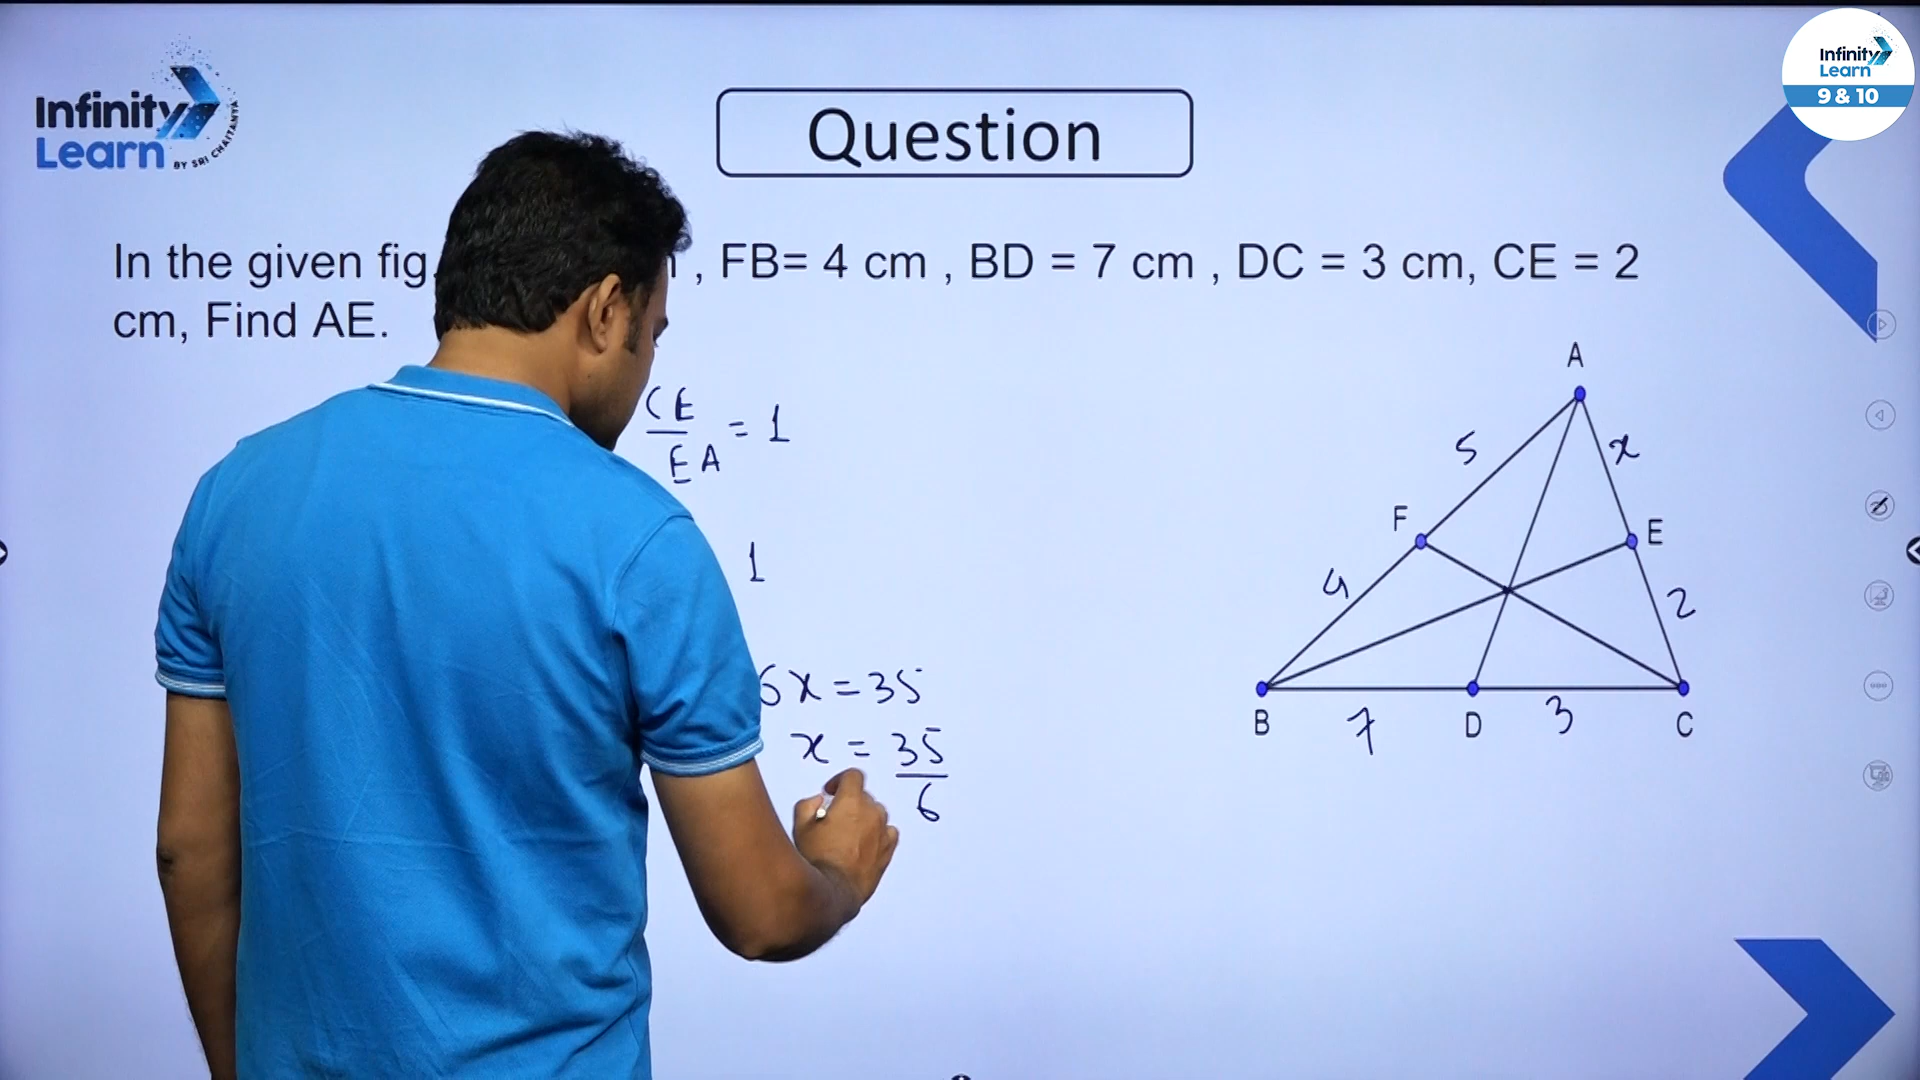 Infinity
Learn
BY SRI CHAITANYA
Infinity
Learn
9 & 10
Question
In the given fig. , FB= 4 cm , BD = 7 cm , DC = 3 cm, CE = 2
cm, Find AE.
CE
EA
= 1
1
6x = 35
x = 35
6
A
5
x
F
E
4
2
B
7
D
3
C